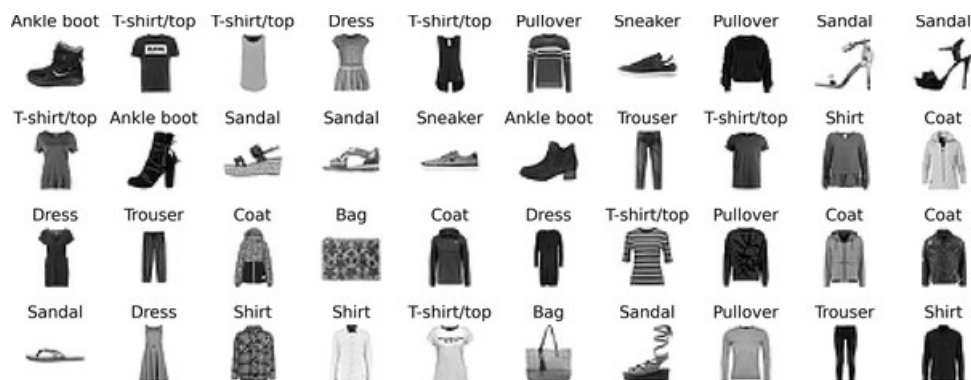 Ankle boot T-shirt/top T-shirt/top Dress T-shirt/top Pullover Sneaker Pullover Sandal Sandal
T-shirt/top Ankle boot Sandal Sandal Sneaker Ankle boot Trouser T-shirt/top Shirt Coat
Dress Trouser Coat Bag Coat Dress T-shirt/top Pullover Coat Coat
Sandal Dress Shirt Shirt T-shirt/top Bag Sandal Pullover Trouser Shirt